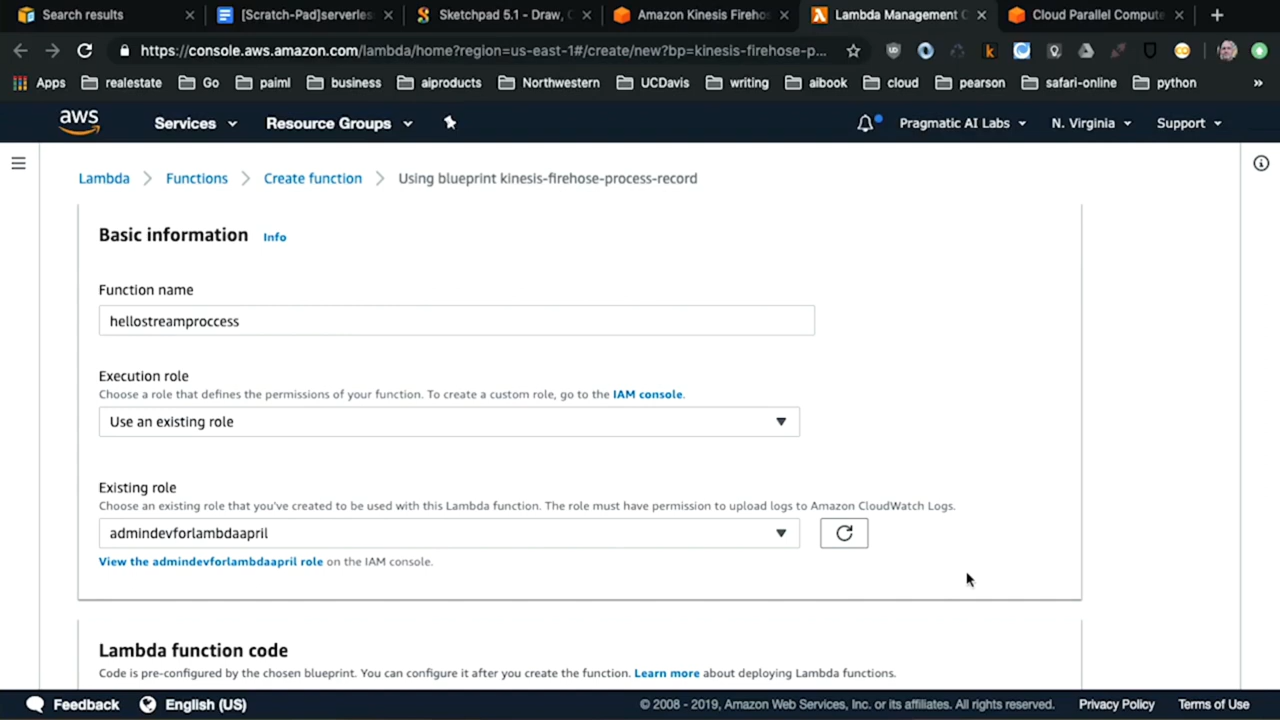 Search results
[Scratch-Pad]serverles
Sketchpad 5.1 - Draw, C
Amazon Kinesis Firehos
Lambda Management C
Cloud Parallel Compute
https://console.aws.amazon.com/lambda/home?region=us-east-1#/create/new?bp=kinesis-firehose-p...
Apps realestate Go paiml business aiproducts Northwestern UCDavis writing aibook cloud pearson safari-online python »
aws Services Resource Groups Pragmatic AI Labs N. Virginia Support
Lambda Functions Create function Using blueprint kinesis-firehose-process-record
Basic information Info
Function name
hellostreamproccess
Execution role
Choose a role that defines the permissions of your function. To create a custom role, go to the IAM console.
Use an existing role
Existing role
Choose an existing role that you've created to be used with this Lambda function. The role must have permission to upload logs to Amazon CloudWatch Logs.
admindevforlambdaapril
View the admindevforlambdaapril role on the IAM console.
Lambda function code
Code is pre-configured by the chosen blueprint. You can configure it after you create the function. Learn more about deploying Lambda functions.
Feedback English (US) © 2008 - 2019, Amazon Web Services, Inc. or its affiliates. All rights reserved. Privacy Policy Terms of Use